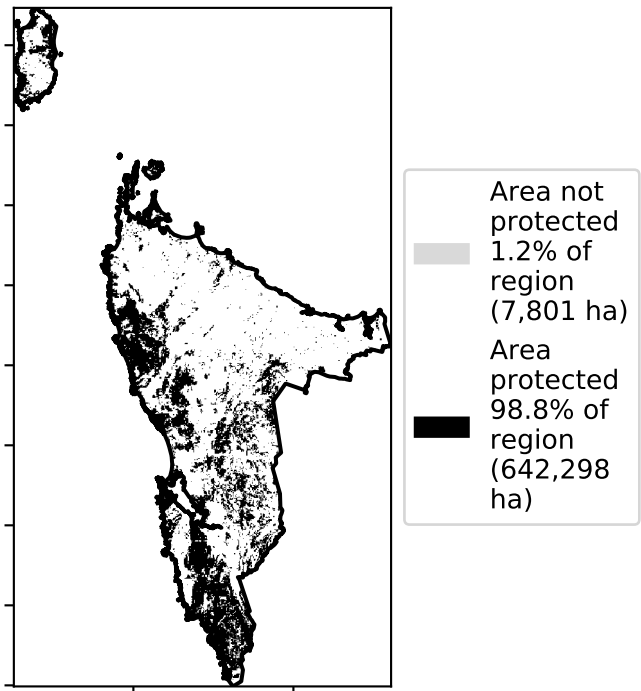 Area not
protected
1.2% of
region
(7,801 ha)
Area
protected
98.8% of
region
(642,298
ha)